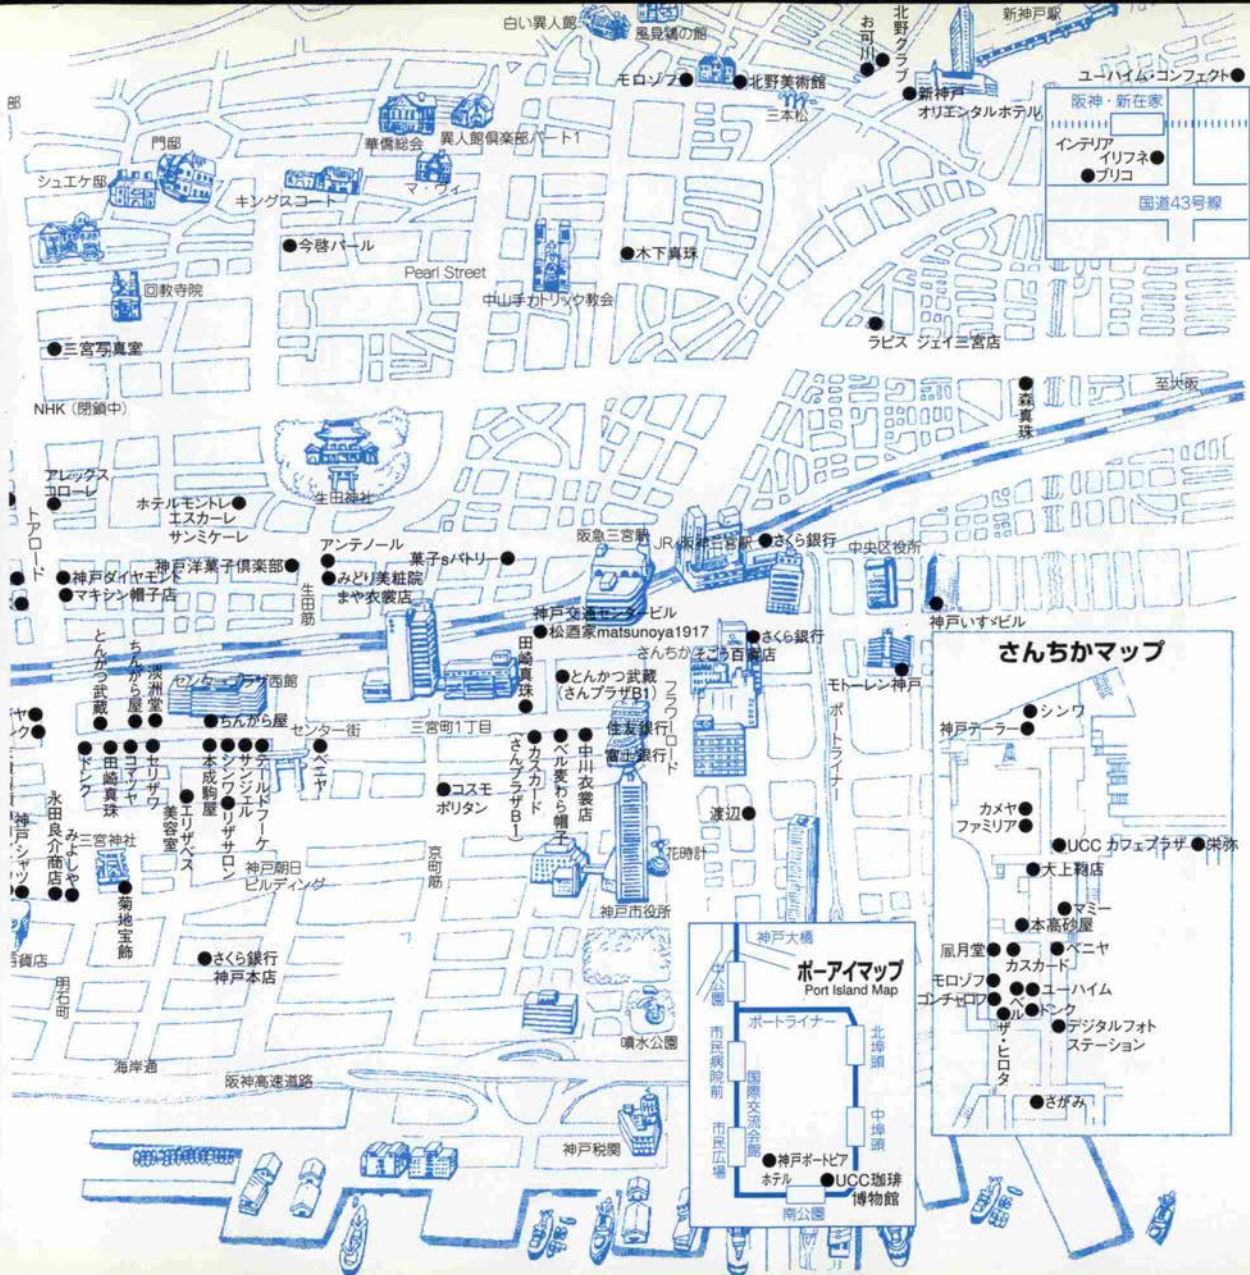 白い異人館
風見鶏の館
モロゾフ
北野美術館
三本松
お可川
北野クラブ
新神戸駅
新神戸
オリエンタルホテル
ユーハイム・コンフェクト
阪神・新在家
インテリア
イリフネ
ブリコ
国道43号線
部
門邸
シュエケ邸
華僑総会
異人館倶楽部パート1
マ・ヴィ
キングスコート
今啓パール
Pearl Street
木下真珠
中山手カトリック教会
回教寺院
三宮写真室
NHK(閉鎖中)
ラピス ジェイ三宮店
森真珠
至大阪
アレックス
コローレ
トアロード
ホテルモントレ
エスカーレ
サンミケーレ
生田神社
神戸ダイヤモンド
マキシン帽子店
神戸洋菓子倶楽部
生田筋
アンテノール
みどり美粧院
まや衣裳店
菓子sパトリー
阪急三宮駅
JR・阪神三宮駅
さくら銀行
中央区役所
神戸いすゞビル
神戸交通センタービル
松酒家matsunoya1917
さんちか
そごう百貨店
さくら銀行
モトーレン神戸
とんかつ武蔵
ちんがら屋
淡洲堂
センタープラザ西館
ちんから屋
センター街
三宮町1丁目
田崎真珠
とんかつ武蔵
(さんプラザB1)
フラワーロード
ポートライナー
住友銀行
富士銀行
ドンク
田崎真珠
コマツヤ
セリザワ
本成駒屋
シンワ
サンジェル
テールドフーケ
ベニヤ
カスカード
(さんプラザB1)
ベル麦わら帽子
中川衣裳店
コスモ
ポリタン
エリザベス
美容室
リザサロン
神戸シャツ
永田良介商店
みよしや
三宮神社
菊地宝飾
神戸朝日
ビルディング
京町筋
渡辺
花時計
神戸市役所
百貨店
さくら銀行
神戸本店
明石町
海岸通
阪神高速道路
噴水公園
神戸税関
ポーアイマップ
Port Island Map
神戸大橋
中公園
ポートライナー
市民病院前
北埠頭
国際交流会館
市民広場
中埠頭
神戸ポートピア
ホテル
UCC珈琲
博物館
南公園
さんちかマップ
シンワ
神戸テーラー
カメヤ
ファミリア
UCC カフェプラザ
栄弥
大上鞄店
マミー
本高砂屋
風月堂
カスカード
ベニヤ
モロゾフ
ユーハイム
ゴンチャロフ
ベル
ドンク
ザ・ヒロタ
デジタルフォト
ステーション
さがみ